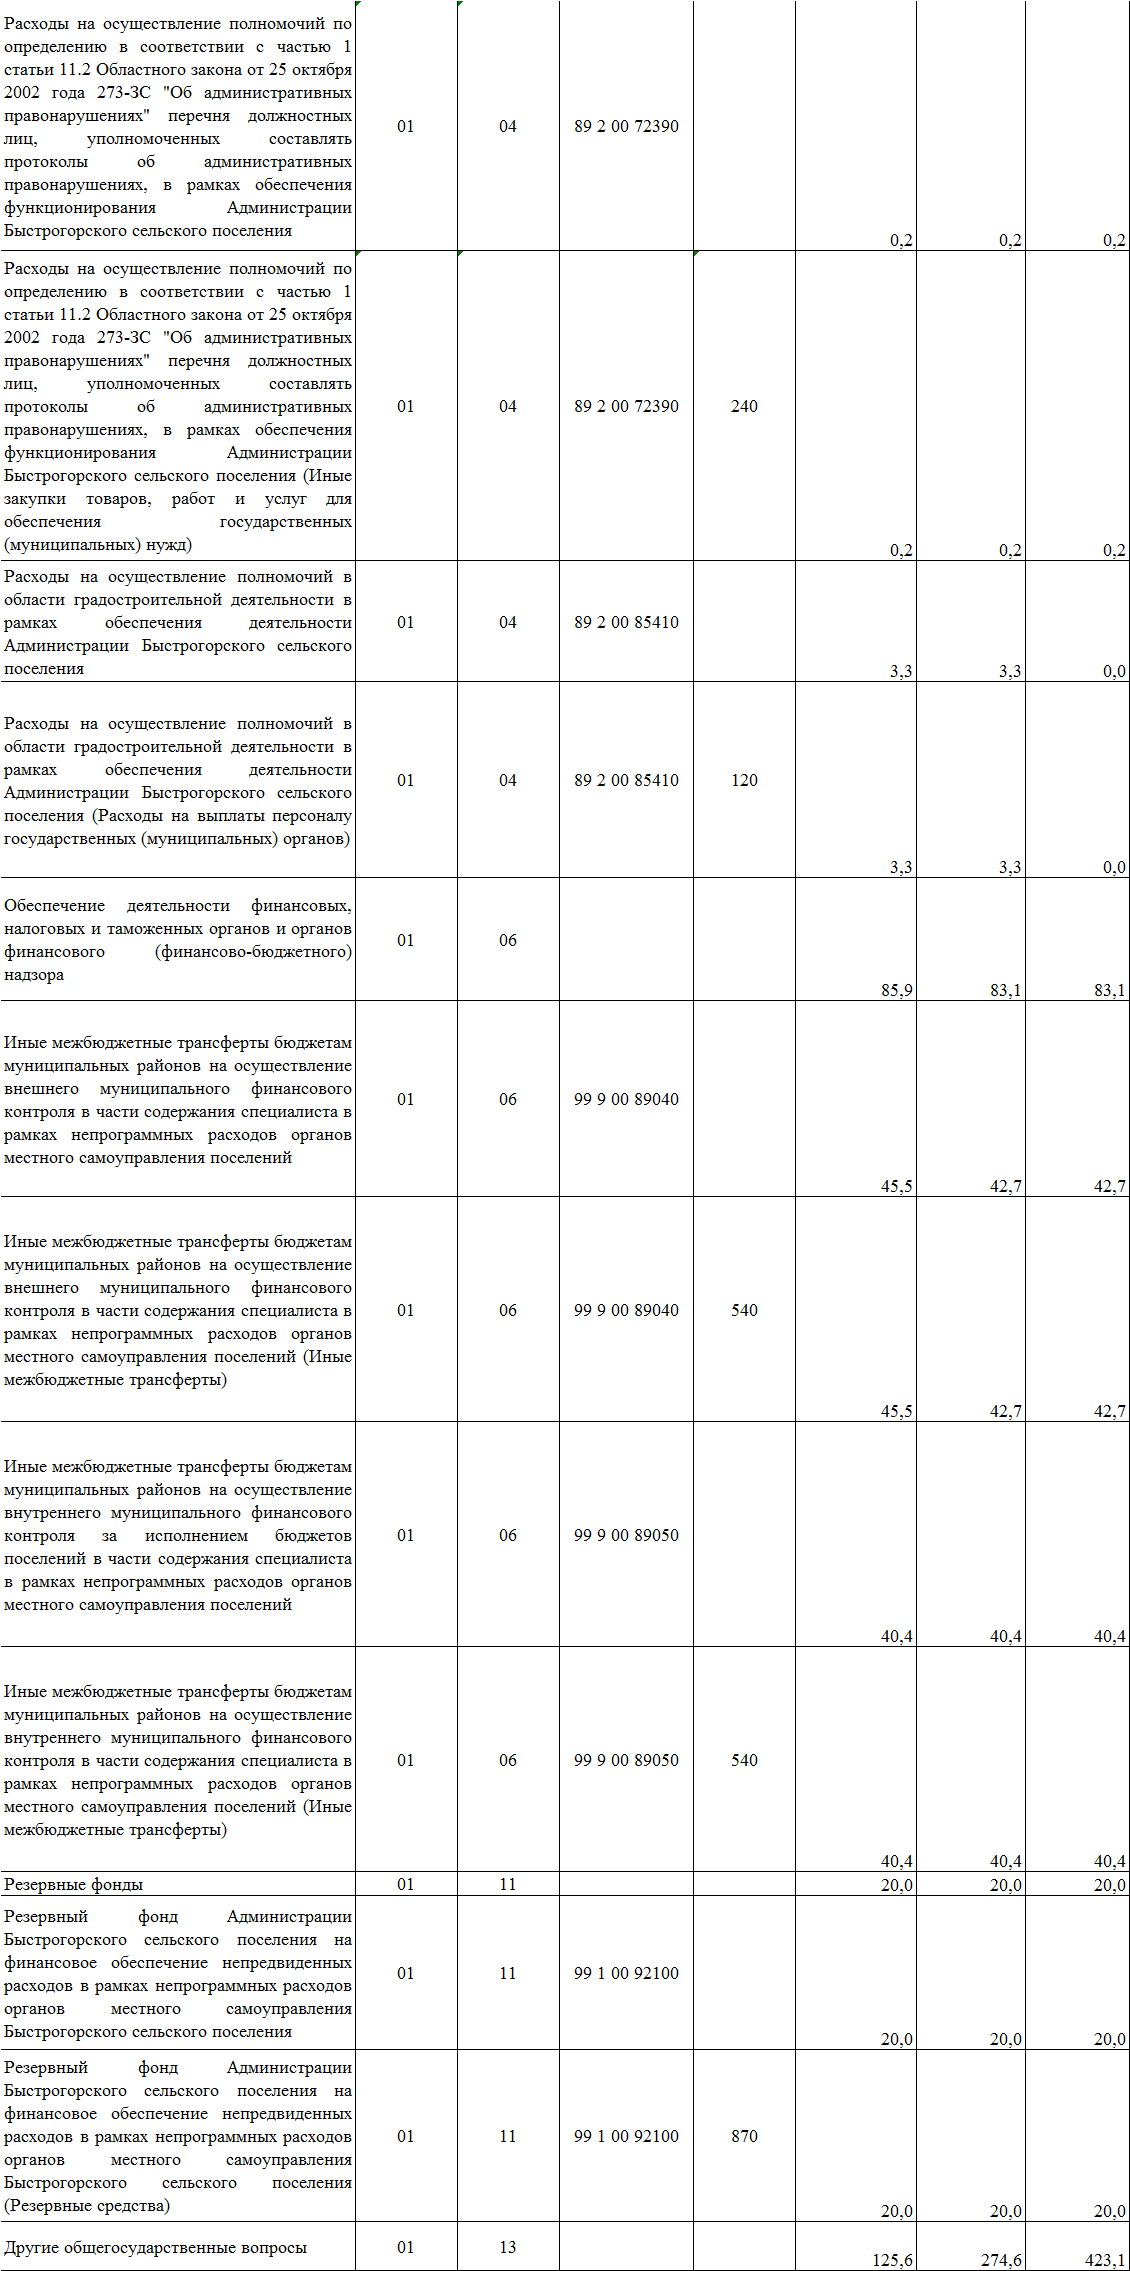 Расходы на осуществление полномочий по
определению в соответствии с частью 1
статьи 11.2 Областного закона от 25 октября
2002 года 273-ЗС "Об административных
правонарушениях" перечня должностных
лиц, уполномоченных составлять
протоколы об административных
правонарушениях, в рамках обеспечения
функционирования Администрации
Быстрогорского сельского поселения
01 04 89 2 00 72390
0,2 0,2 0,2
Расходы на осуществление полномочий по
определению в соответствии с частью 1
статьи 11.2 Областного закона от 25 октября
2002 года 273-ЗС "Об административных
правонарушениях" перечня должностных
лиц, уполномоченных составлять
протоколы об административных
правонарушениях, в рамках обеспечения
функционирования Администрации
Быстрогорского сельского поселения (Иные
закупки товаров, работ и услуг для
обеспечения государственных
(муниципальных) нужд)
01 04 89 2 00 72390 240
0,2 0,2 0,2
Расходы на осуществление полномочий в
области градостроительной деятельности в
рамках обеспечения деятельности
Администрации Быстрогорского сельского
поселения
01 04 89 2 00 85410
3,3 3,3 0,0
Расходы на осуществление полномочий в
области градостроительной деятельности в
рамках обеспечения деятельности
Администрации Быстрогорского сельского
поселения (Расходы на выплаты персоналу
государственных (муниципальных) органов)
01 04 89 2 00 85410 120
3,3 3,3 0,0
Обеспечение деятельности финансовых,
налоговых и таможенных органов и органов
финансового (финансово-бюджетного)
надзора
01 06
85,9 83,1 83,1
Иные межбюджетные трансферты бюджетам
муниципальных районов на осуществление
внешнего муниципального финансового
контроля в части содержания специалиста в
рамках непрограммных расходов органов
местного самоуправления поселений
01 06 99 9 00 89040
45,5 42,7 42,7
Иные межбюджетные трансферты бюджетам
муниципальных районов на осуществление
внешнего муниципального финансового
контроля в части содержания специалиста в
рамках непрограммных расходов органов
местного самоуправления поселений (Иные
межбюджетные трансферты)
01 06 99 9 00 89040 540
45,5 42,7 42,7
Иные межбюджетные трансферты бюджетам
муниципальных районов на осуществление
внутреннего муниципального финансового
контроля за исполнением бюджетов
поселений в части содержания специалиста
в рамках непрограммных расходов органов
местного самоуправления поселений
01 06 99 9 00 89050
40,4 40,4 40,4
Иные межбюджетные трансферты бюджетам
муниципальных районов на осуществление
внутреннего муниципального финансового
контроля в части содержания специалиста в
рамках непрограммных расходов органов
местного самоуправления поселений (Иные
межбюджетные трансферты)
01 06 99 9 00 89050 540
40,4 40,4 40,4
Резервные фонды 01 11 20,0 20,0 20,0
Резервный фонд Администрации
Быстрогорского сельского поселения на
финансовое обеспечение непредвиденных
расходов в рамках непрограммных расходов
органов местного самоуправления
Быстрогорского сельского поселения
01 11 99 1 00 92100
20,0 20,0 20,0
Резервный фонд Администрации
Быстрогорского сельского поселения на
финансовое обеспечение непредвиденных
расходов в рамках непрограммных расходов
органов местного самоуправления
Быстрогорского сельского поселения
(Резервные средства)
01 11 99 1 00 92100 870
20,0 20,0 20,0
Другие общегосударственные вопросы 01 13
125,6 274,6 423,1